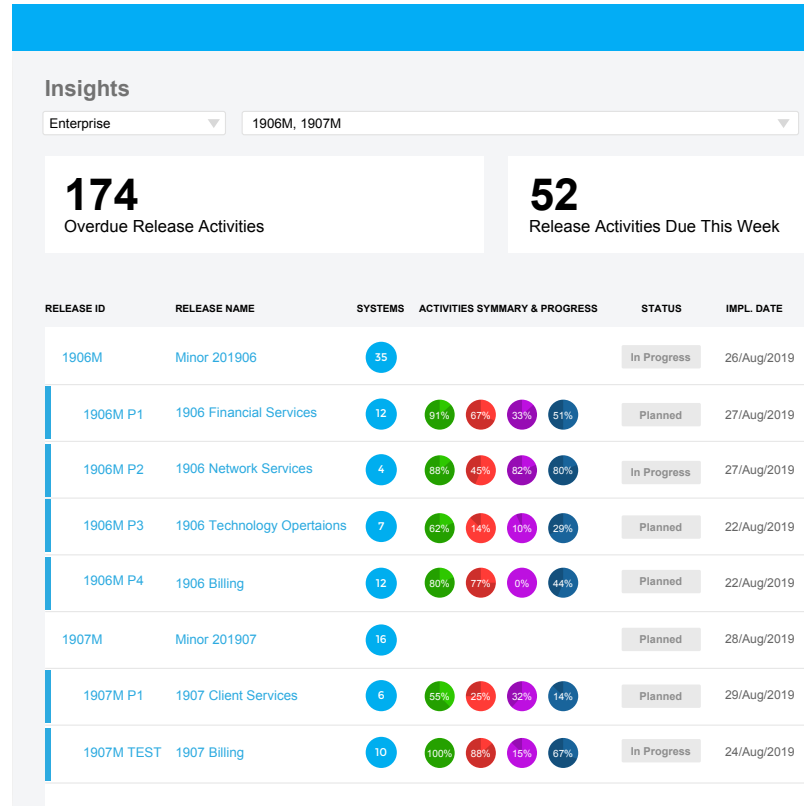 Insights
Enterprise 1906M, 1907M
174 52
Overdue Release Activities Release Activities Due This Week
RELEASE ID RELEASE NAME SYSTEMS ACTIVITIES SYMMARY & PROGRESS STATUS IMPL. DATE
1906M Minor 201906 35 In Progress 26/Aug/2019
1906M P1 1906 Financial Services 12 91% 67% 33% 51% Planned 27/Aug/2019
1906M P2 1906 Network Services 4 88% 45% 82% 80% In Progress 27/Aug/2019
1906M P3 1906 Technology Opertaions 7 62% 14% 10% 29% Planned 22/Aug/2019
1906M P4 1906 Billing 12 80% 77% 0% 44% Planned 22/Aug/2019
1907M Minor 201907 16 Planned 28/Aug/2019
1907M P1 1907 Client Services 6 55% 25% 32% 14% Planned 29/Aug/2019
1907M TEST 1907 Billing 10 100% 88% 15% 67% In Progress 24/Aug/2019